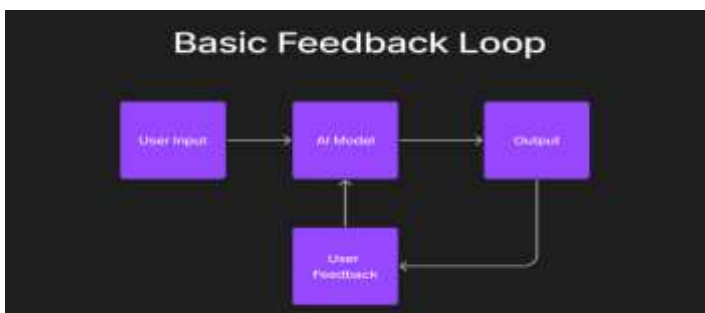 Basic Feedback Loop
User Input
AI Model
Output
User
Feedback